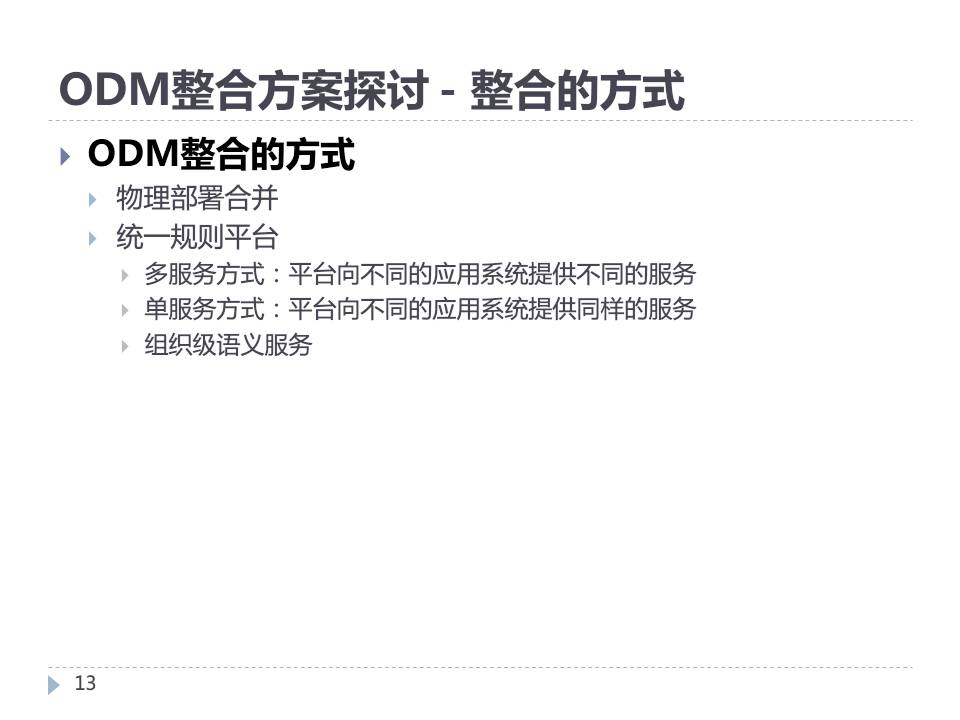 ODM整合方案探讨 - 整合的方式
ODM整合的方式
物理部署合并
统一规则平台
多服务方式：平台向不同的应用系统提供不同的服务
单服务方式：平台向不同的应用系统提供同样的服务
组织级语义服务
13